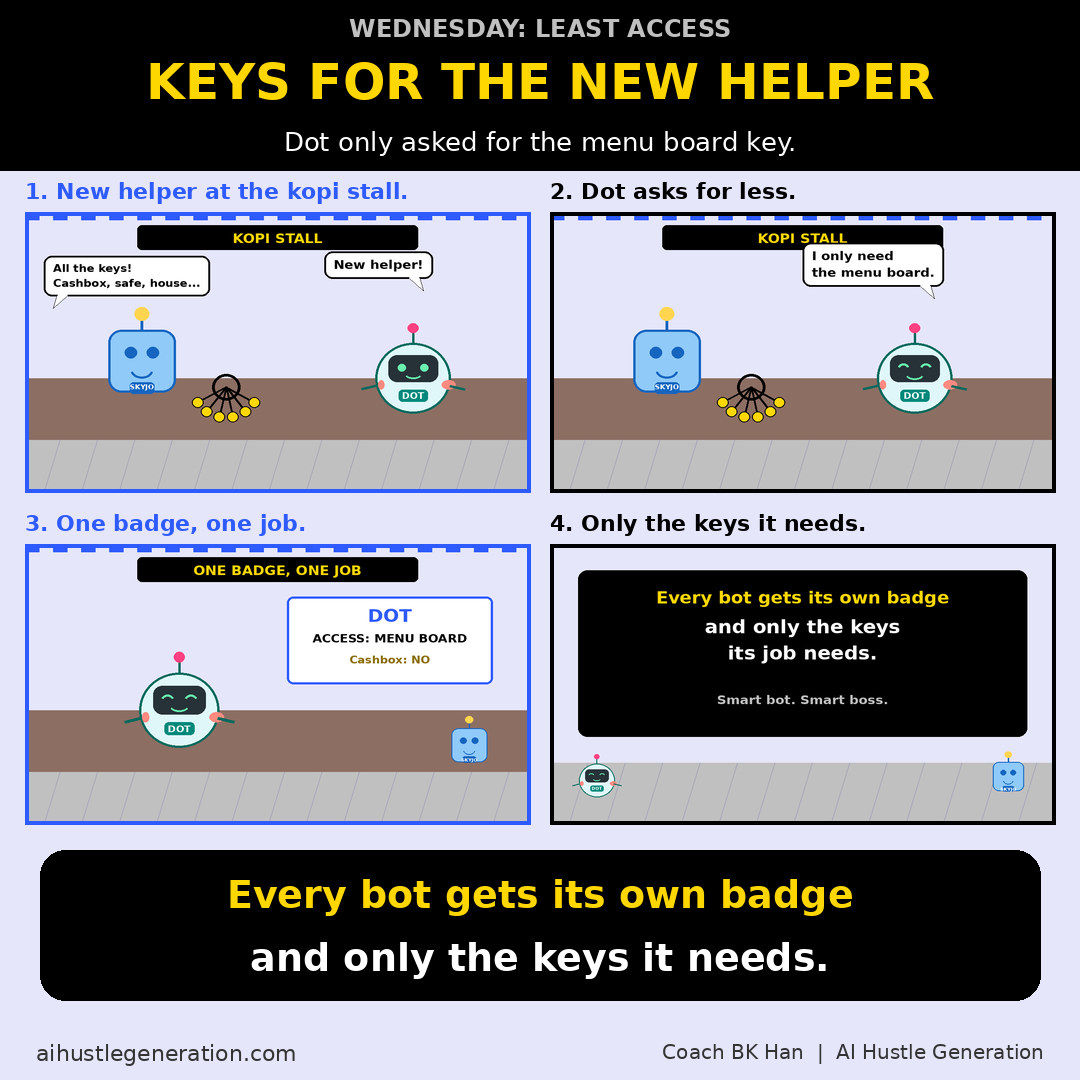 WEDNESDAY: LEAST ACCESS
KEYS FOR THE NEW HELPER
Dot only asked for the menu board key.
1. New helper at the kopi stall.
KOPI STALL
All the keys!
Cashbox, safe, house...
New helper!
SKYJO
DOT
2. Dot asks for less.
KOPI STALL
I only need
the menu board.
SKYJO
DOT
3. One badge, one job.
ONE BADGE, ONE JOB
DOT
ACCESS: MENU BOARD
Cashbox: NO
DOT
SKYJO
4. Only the keys it needs.
Every bot gets its own badge
and only the keys
its job needs.
Smart bot. Smart boss.
DOT
SKYJO
Every bot gets its own badge
and only the keys it needs.
aihustlegeneration.com
Coach BK Han | AI Hustle Generation